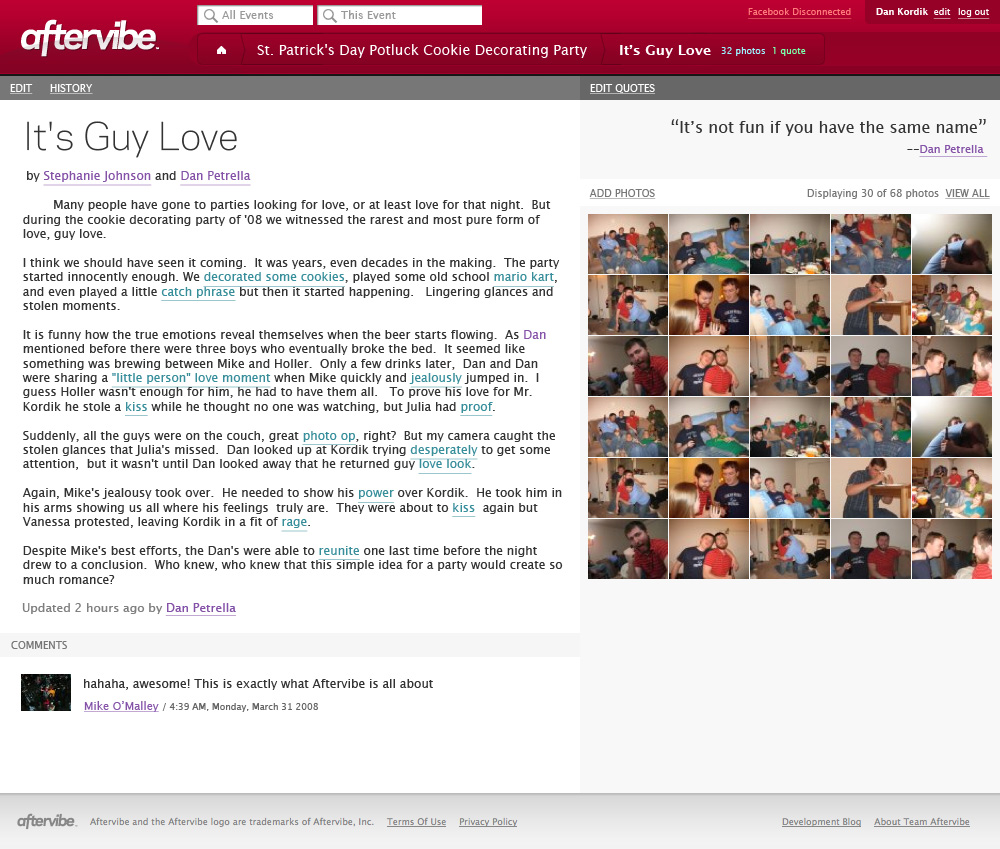 aftervibe.
All Events
This Event
Facebook Disconnected
Dan Kordik edit log out
St. Patrick's Day Potluck Cookie Decorating Party
It's Guy Love 32 photos 1 quote
EDIT HISTORY
EDIT QUOTES
It's Guy Love
by Stephanie Johnson and Dan Petrella
Many people have gone to parties looking for love, or at least love for that night. But
during the cookie decorating party of '08 we witnessed the rarest and most pure form of
love, guy love.
I think we should have seen it coming. It was years, even decades in the making. The party
started innocently enough. We decorated some cookies, played some old school mario kart,
and even played a little catch phrase but then it started happening. Lingering glances and
stolen moments.
It is funny how the true emotions reveal themselves when the beer starts flowing. As Dan
mentioned before there were three boys who eventually broke the bed. It seemed like
something was brewing between Mike and Holler. Only a few drinks later, Dan and Dan
were sharing a "little person" love moment when Mike quickly and jealously jumped in. I
guess Holler wasn't enough for him, he had to have them all. To prove his love for Mr.
Kordik he stole a kiss while he thought no one was watching, but Julia had proof.
Suddenly, all the guys were on the couch, great photo op, right? But my camera caught the
stolen glances that Julia's missed. Dan looked up at Kordik trying desperately to get some
attention, but it wasn't until Dan looked away that he returned guy love look.
Again, Mike's jealousy took over. He needed to show his power over Kordik. He took him in
his arms showing us all where his feelings truly are. They were about to kiss again but
Vanessa protested, leaving Kordik in a fit of rage.
Despite Mike's best efforts, the Dan's were able to reunite one last time before the night
drew to a conclusion. Who knew, who knew that this simple idea for a party would create so
much romance?
Updated 2 hours ago by Dan Petrella
COMMENTS
hahaha, awesome! This is exactly what Aftervibe is all about
Mike O'Malley / 4:39 AM, Monday, March 31 2008
“It's not fun if you have the same name”
--Dan Petrella
ADD PHOTOS
Displaying 30 of 68 photos VIEW ALL
aftervibe.
Aftervibe and the Aftervibe logo are trademarks of Aftervibe, Inc. Terms Of Use Privacy Policy
Development Blog About Team Aftervibe